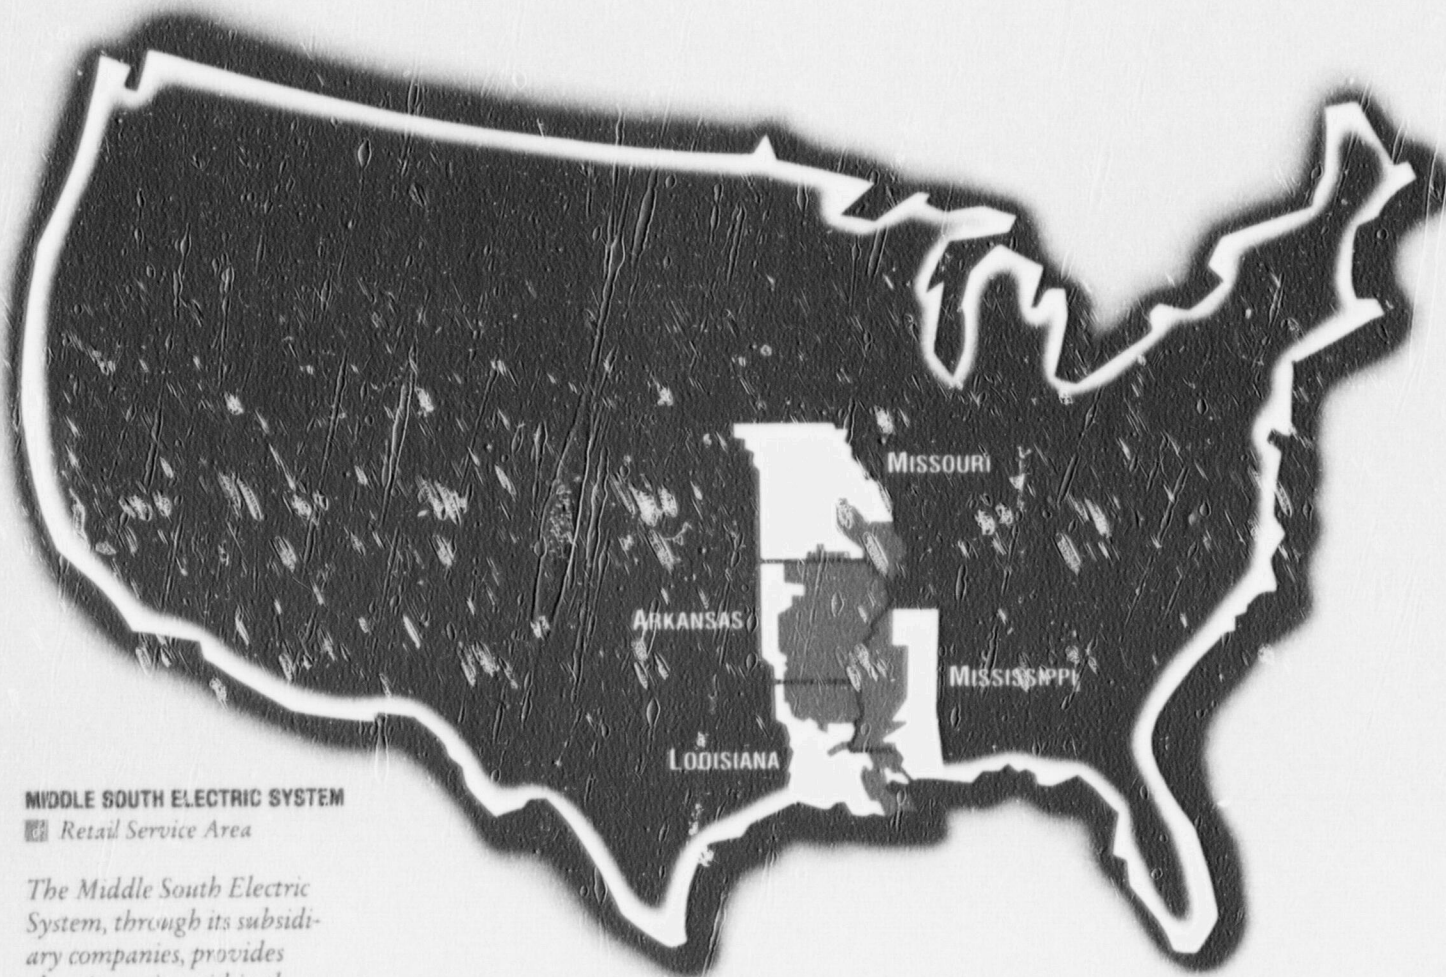 MISSOURI
ARKANSAS
MISSISSIPPI
LOUISIANA
MIDDLE SOUTH ELECTRIC SYSTEM
Retail Service Area
The Middle South Electric
System, through its subsidi-
ary companies, provides